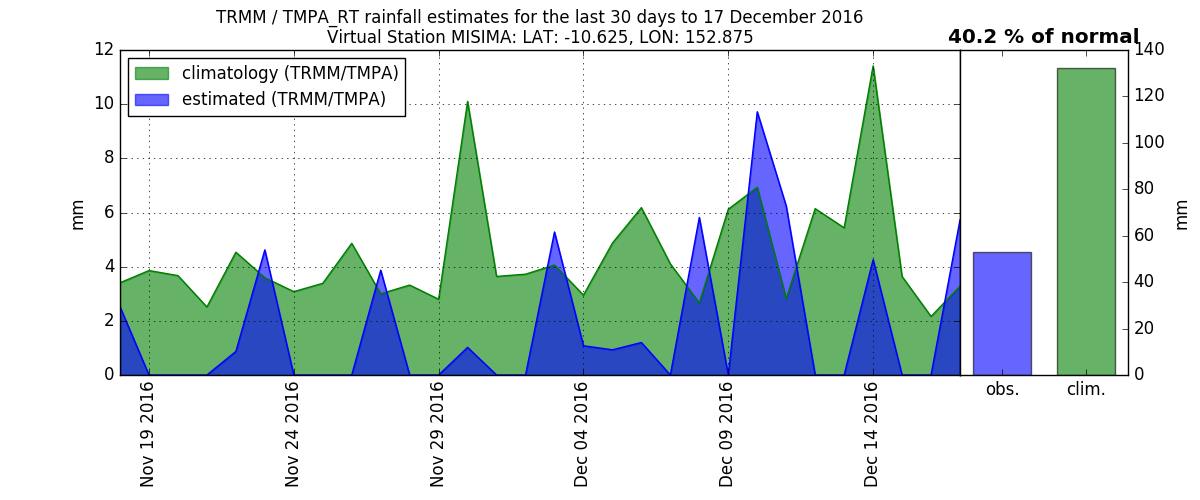 TRMM / TMPA_RT rainfall estimates for the last 30 days to 17 December 2016
Virtual Station MISIMA: LAT: -10.625, LON: 152.875
40.2 % of normal
climatology (TRMM/TMPA)
estimated (TRMM/TMPA)
12
10
8
6
4
2
0
mm
Nov 19 2016
Nov 24 2016
Nov 29 2016
Dec 04 2016
Dec 09 2016
Dec 14 2016
140
120
100
80
60
40
20
0
mm
obs.
clim.